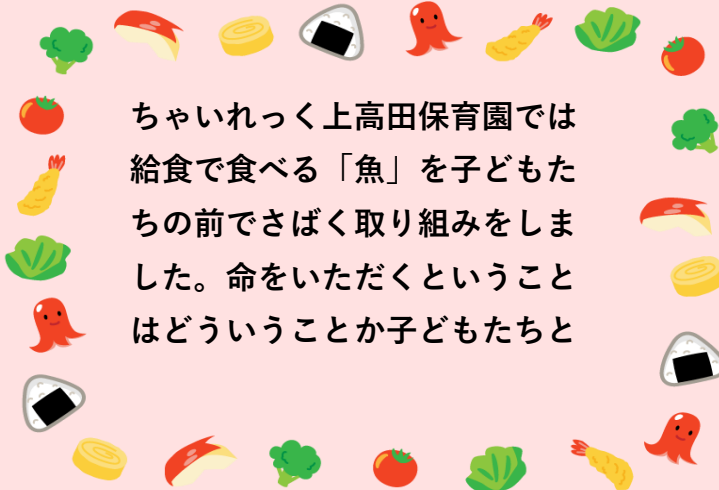 ちゃいれっく上高田保育園では
給食で食べる「魚」を子どもた
ちの前でさばく取り組みをしま
した。命をいただくということ
はどういうことか子どもたちと